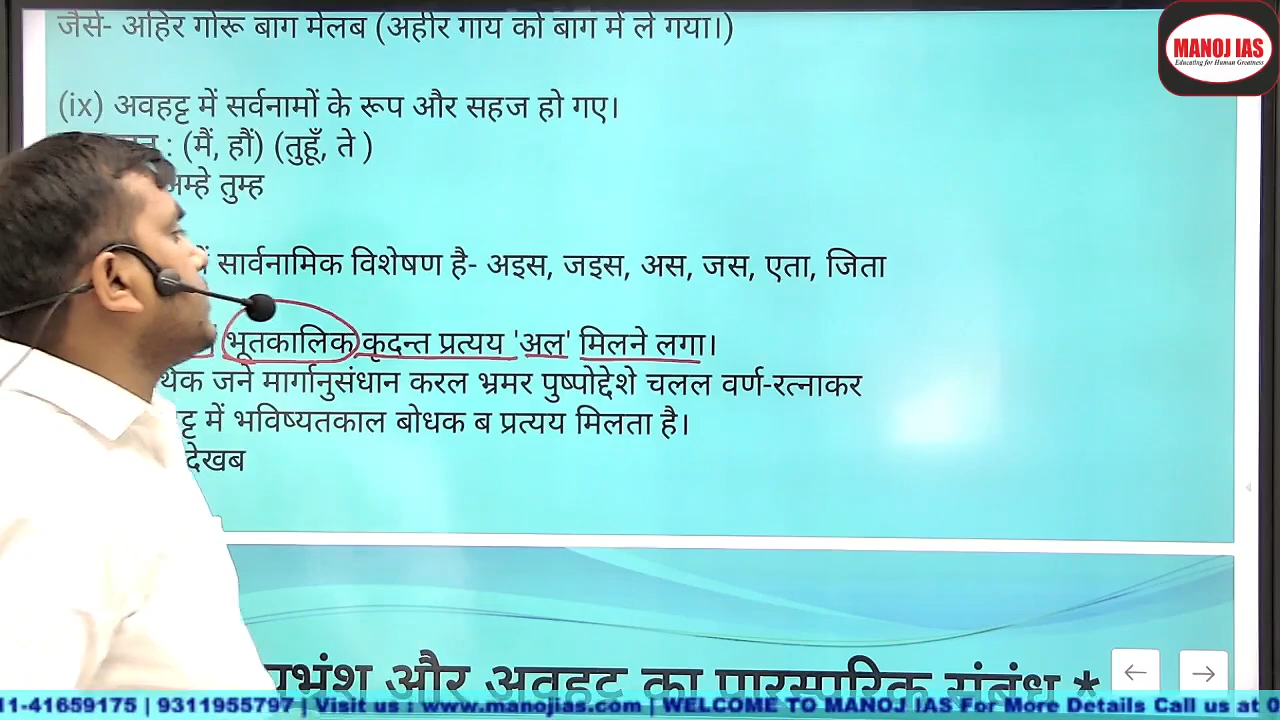 जैसे- अहिर गोरू बाग मेलब (अहीर गाय को बाग में ले गया।)
MANOJ IAS
Educating for Human Greatness
(ix) अवहट्ट में सर्वनामों के रूप और सहज हो गए।
: (मैं, हौं) (तुहूँ, ते )
अम्हे तुम्ह
सार्वनामिक विशेषण है- अइस, जइस, अस, जस, एता, जिता
भूतकालिक कृदन्त प्रत्यय 'अल' मिलने लगा।
जने मार्गानुसंधान करल भ्रमर पुष्पोद्देशे चलल वर्ण-रत्नाकर
में भविष्यतकाल बोधक ब प्रत्यय मिलता है।
देखब
और अवहट्ट का पारस्परिक संबंध *
11-41659175 | 9311955797 | Visit us : www.manojias.com | WELCOME TO MANOJ IAS For More Details Call us at 0